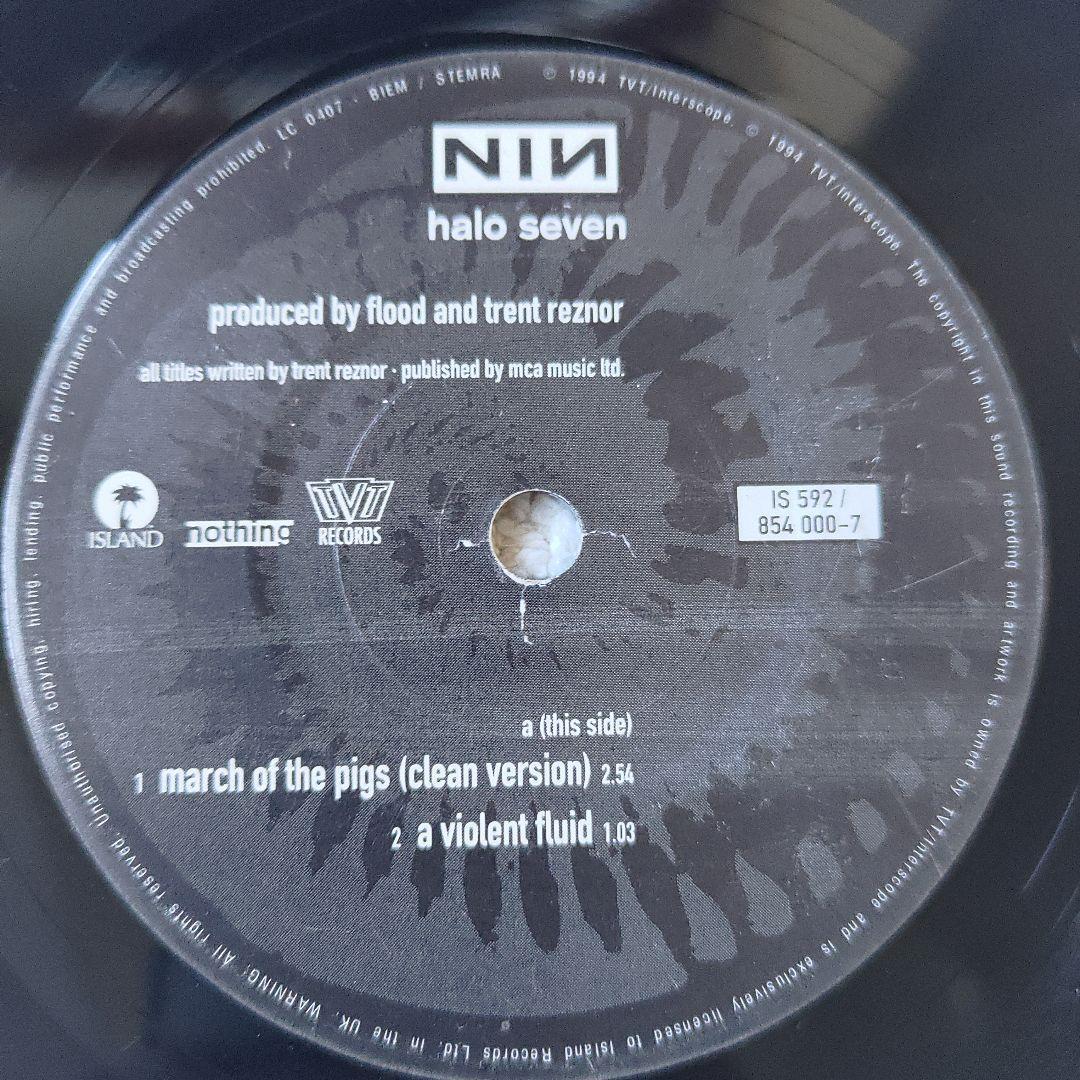 NIN
halo seven
produced by flood and trent reznor
all titles written by trent reznor · published by mca music ltd.
ISLAND
nothing
TVT
RECORDS
IS 592 /
854 000-7
a (this side)
1 march of the pigs (clean version) 2.54
2 a violent fluid 1.03
℗ 1994 TVT/Interscope. © 1994 TVT/Interscope. The copyright in this sound recording and artwork is owned by TVT/Interscope and is exclusively licensed to Island Records Ltd. in the UK. WARNING: All rights reserved. Unauthorised copying, hiring, lending, public performance and broadcasting prohibited. LC 0407 · BIEM / STEMRA